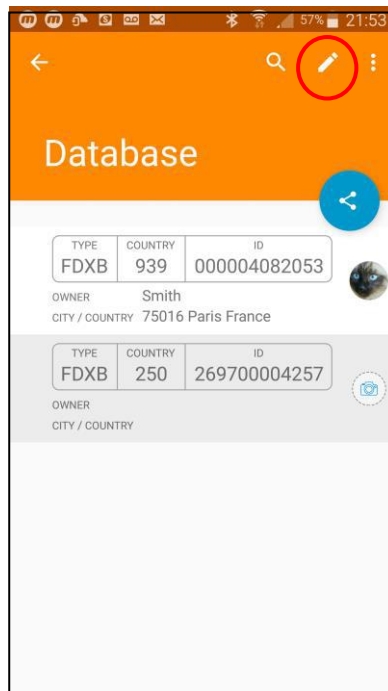 57% 21:53
Database
TYPE COUNTRY ID
FDXB 939 000004082053
OWNER Smith
CITY / COUNTRY 75016 Paris France
TYPE COUNTRY ID
FDXB 250 269700004257
OWNER
CITY / COUNTRY